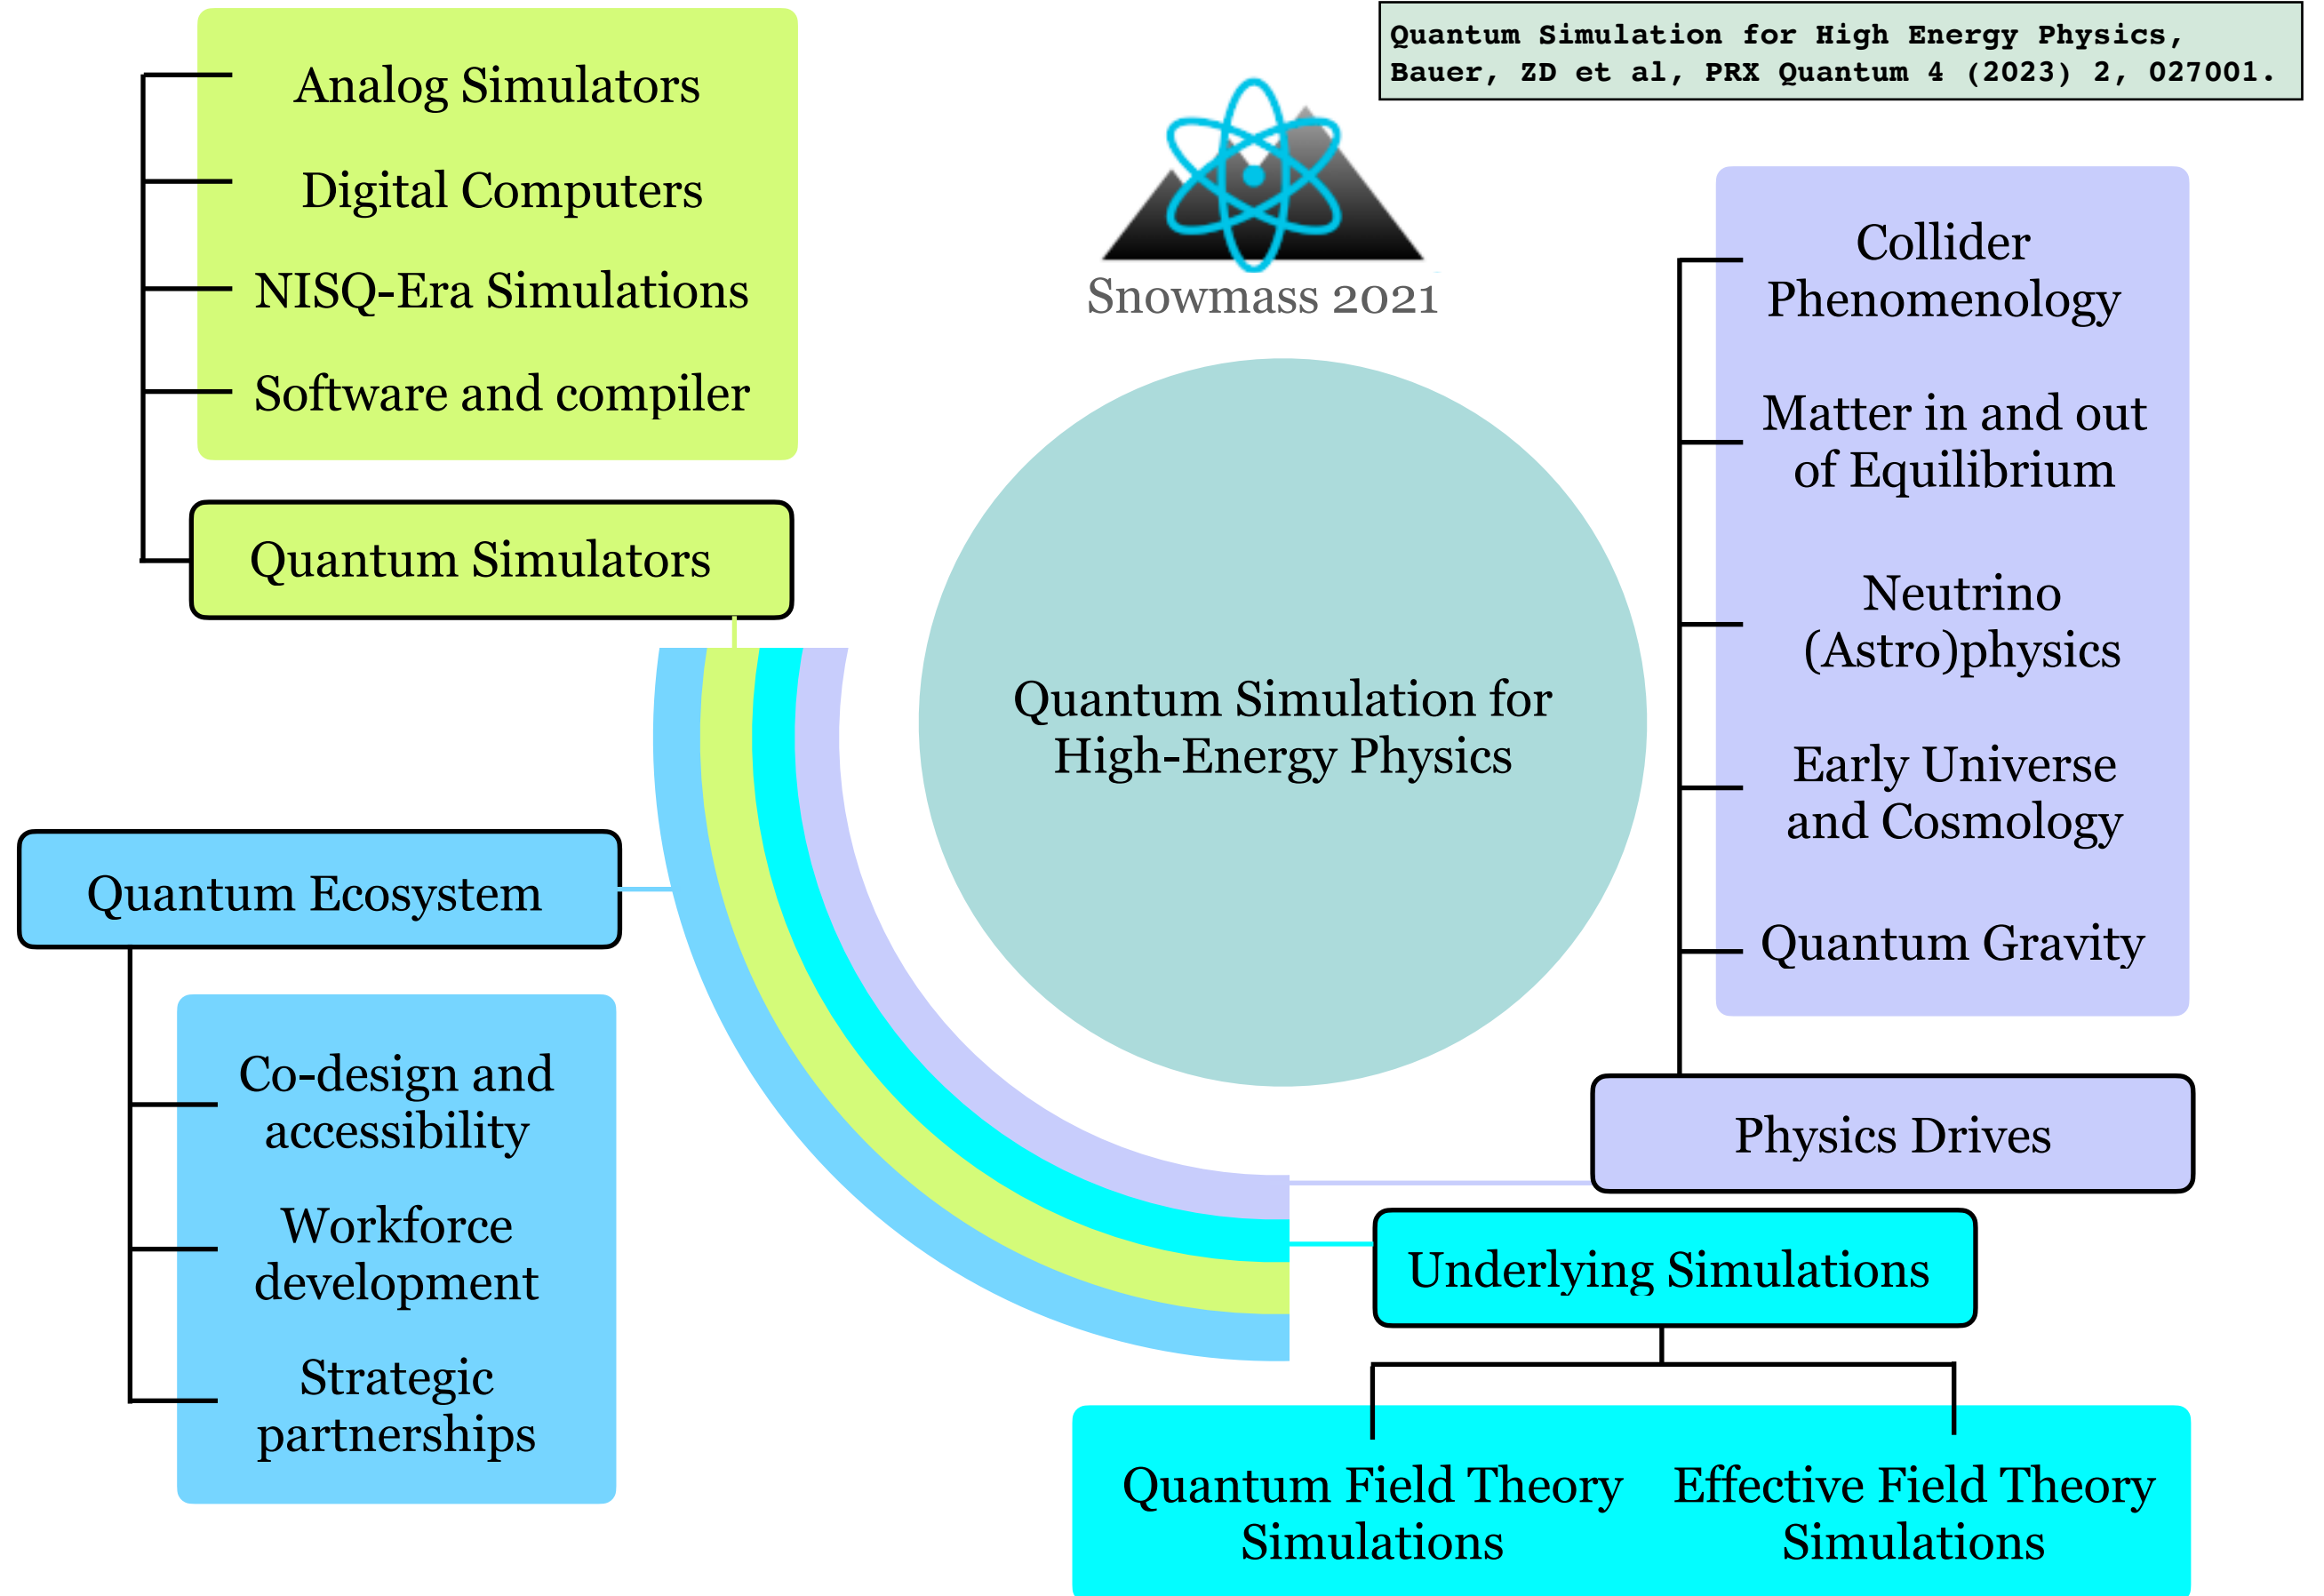 Quantum Simulation for High Energy Physics,
Bauer, ZD et al, PRX Quantum 4 (2023) 2, 027001.
Analog Simulators
Digital Computers
NISQ-Era Simulations
Software and compiler
Quantum Simulators
Snowmass 2021
Quantum Simulation for
High-Energy Physics
Collider
Phenomenology
Matter in and out
of Equilibrium
Neutrino
(Astro)physics
Early Universe
and Cosmology
Quantum Gravity
Physics Drives
Quantum Ecosystem
Co-design and
accessibility
Workforce
development
Strategic
partnerships
Underlying Simulations
Quantum Field Theory
Simulations
Effective Field Theory
Simulations